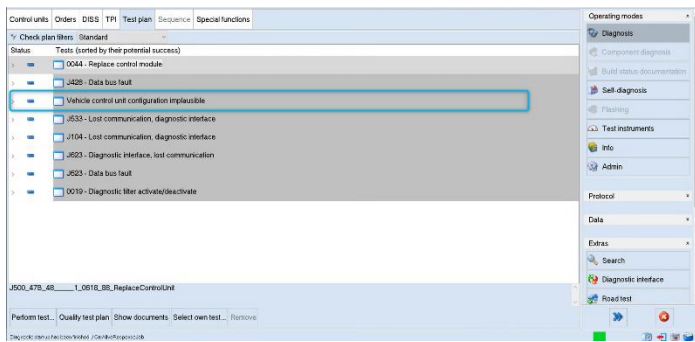 Control units Orders DISS TPI Test plan Sequence Special functions
Check plan filters Standard
Status Tests (sorted by their potential success)
0044 - Replace control module
J428 - Data bus fault
Vehicle control unit configuration implausible
J533 - Lost communication, diagnostic interface
J104 - Lost communication, diagnostic interface
J623 - Diagnostic interface, lost communication
J623 - Data bus fault
0019 - Diagnostic filter activate/deactivate
J500_47B_48_____1_0618_88_ReplaceControlUnit
Perform test... Qualify test plan Show documents Select own test... Remove
Operating modes
Diagnosis
Component diagnosis
Build status documentation
Self-diagnosis
Flashing
Test instruments
Info
Admin
Protocol
Data
Extras
Search
Diagnostic interface
Road test